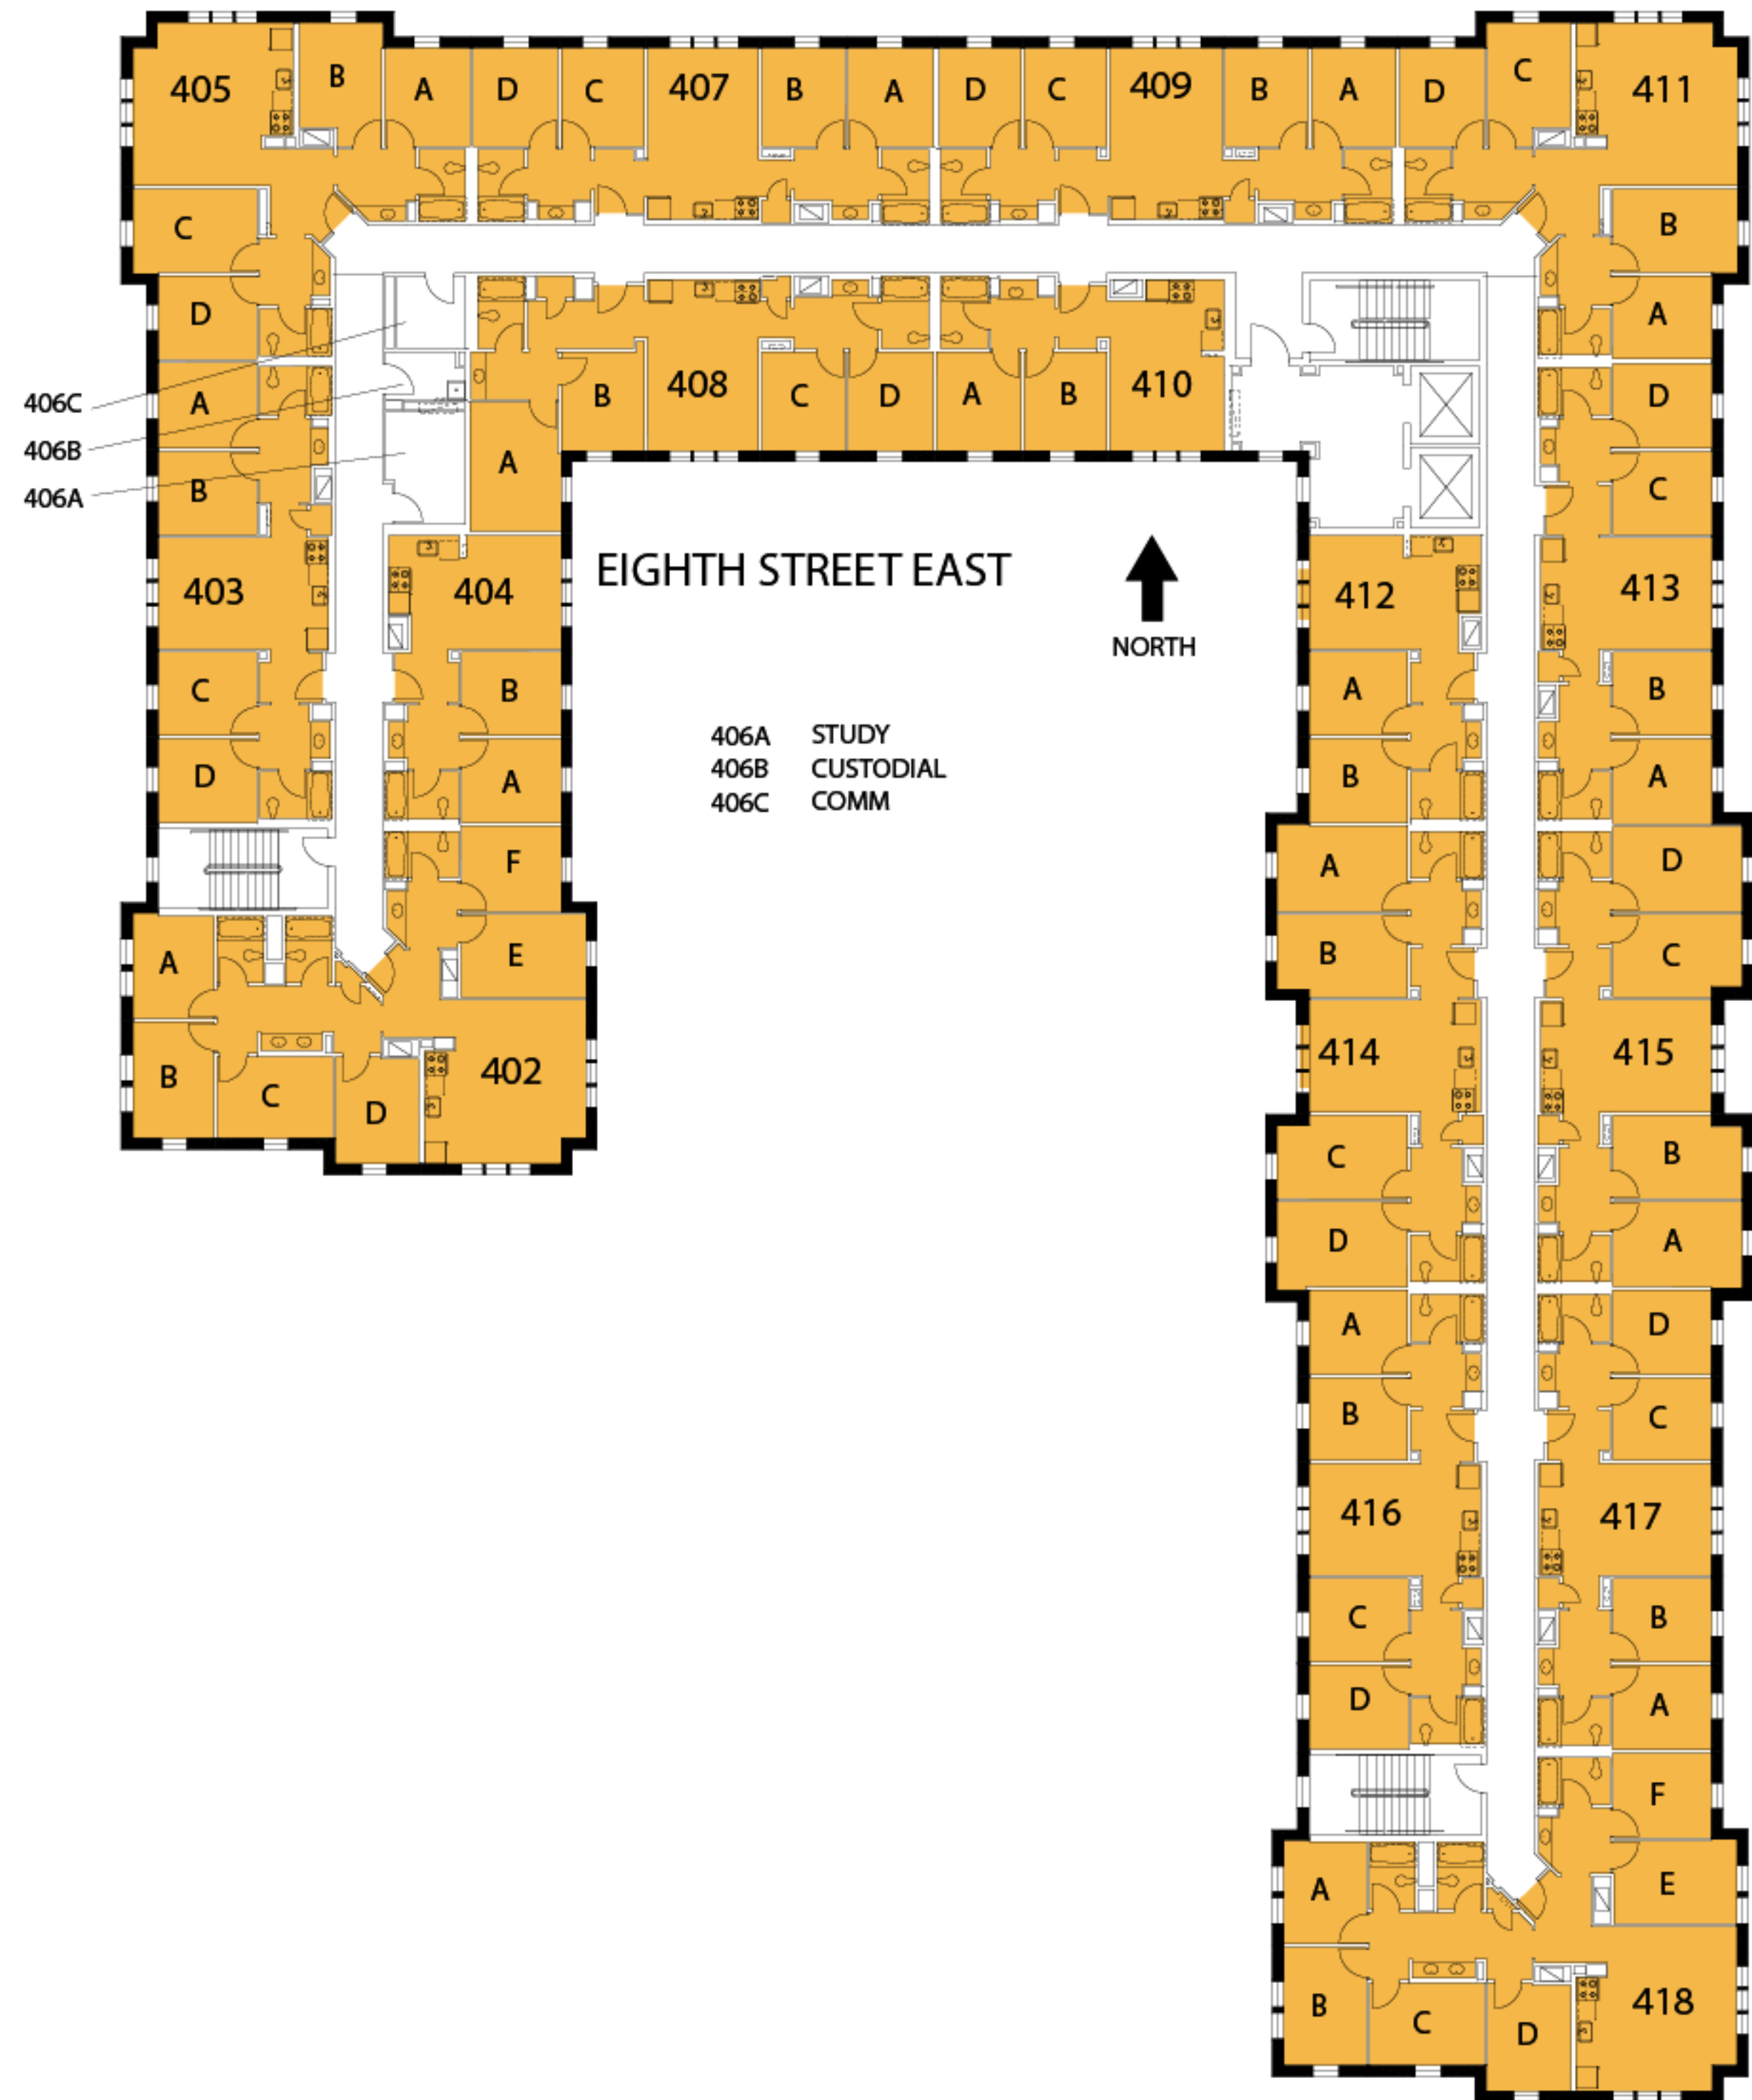 405
B
A
D
C
407
B
A
D
C
409
B
A
D
C
411
C
B
D
A
406C
406B
406A
A
B
A
B
408
C
D
A
B
410
D
C
EIGHTH STREET EAST
NORTH
403
404
412
413
C
B
A
B
D
A
B
A
406A STUDY
406B CUSTODIAL
406C COMM
F
A
D
A
E
B
C
B
C
D
402
414
415
C
B
D
A
A
D
B
C
416
417
C
B
D
A
F
A
E
B
C
D
418